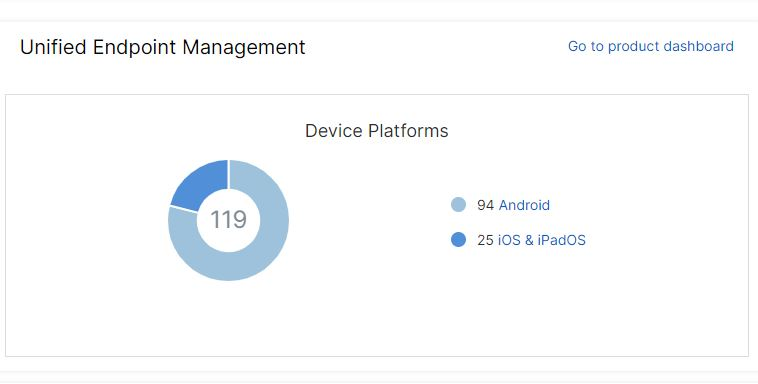 Unified Endpoint Management
Go to product dashboard
Device Platforms
119
94 Android
25 iOS & iPadOS